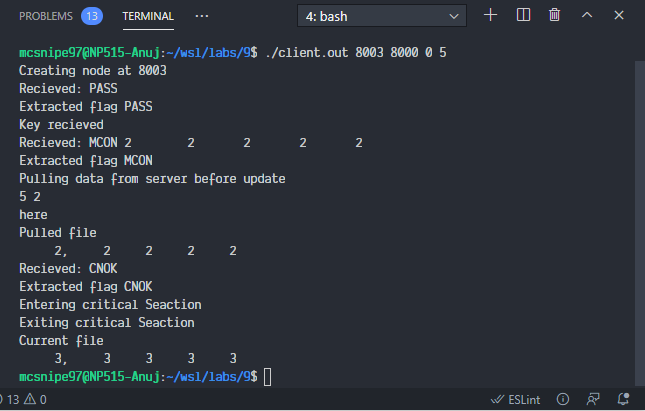 PROBLEMS 13 TERMINAL ··· 4: bash
mcsnipe97@NP515-Anuj:~/wsl/labs/9$ ./client.out 8003 8000 0 5
Creating node at 8003
Recieved: PASS
Extracted flag PASS
Key recieved
Recieved: MCON 2 2 2 2 2
Extracted flag MCON
Pulling data from server before update
5 2
here
Pulled file
2, 2 2 2 2
Recieved: CNOK
Extracted flag CNOK
Entering critical Seaction
Exiting critical Seaction
Current file
3, 3 3 3 3
mcsnipe97@NP515-Anuj:~/wsl/labs/9$
13 0 ESLint